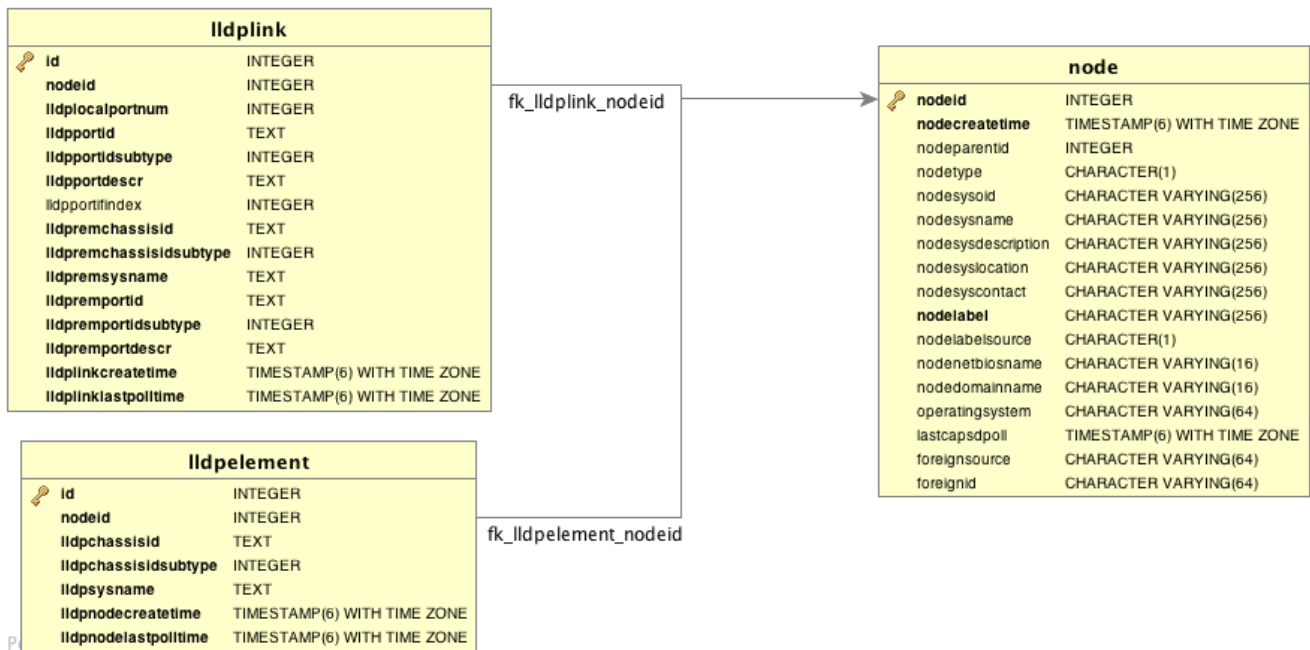 lldplink
id INTEGER
nodeid INTEGER
lldplocalportnum INTEGER
lldpportid TEXT
lldpportidsubtype INTEGER
lldpportdescr TEXT
lldpportifindex INTEGER
lldpremchassisid TEXT
lldpremchassisidsubtype INTEGER
lldpremsysname TEXT
lldpremportid TEXT
lldpremportidsubtype INTEGER
lldpremportdescr TEXT
lldplinkcreatetime TIMESTAMP(6) WITH TIME ZONE
lldplinklastpolltime TIMESTAMP(6) WITH TIME ZONE
fk_lldplink_nodeid
node
nodeid INTEGER
nodecreatetime TIMESTAMP(6) WITH TIME ZONE
nodeparentid INTEGER
nodetype CHARACTER(1)
nodesysoid CHARACTER VARYING(256)
nodesysname CHARACTER VARYING(256)
nodesysdescription CHARACTER VARYING(256)
nodesyslocation CHARACTER VARYING(256)
nodesyscontact CHARACTER VARYING(256)
nodelabel CHARACTER VARYING(256)
nodelabelsource CHARACTER(1)
nodenetbiosname CHARACTER VARYING(16)
nodedomainname CHARACTER VARYING(16)
operatingsystem CHARACTER VARYING(64)
lastcapsdpoll TIMESTAMP(6) WITH TIME ZONE
foreignsource CHARACTER VARYING(64)
foreignid CHARACTER VARYING(64)
lldpelement
id INTEGER
nodeid INTEGER
lldpchassisid TEXT
lldpchassisidsubtype INTEGER
lldpsysname TEXT
lldpnodecreatetime TIMESTAMP(6) WITH TIME ZONE
lldpnodelastpolltime TIMESTAMP(6) WITH TIME ZONE
fk_lldpelement_nodeid